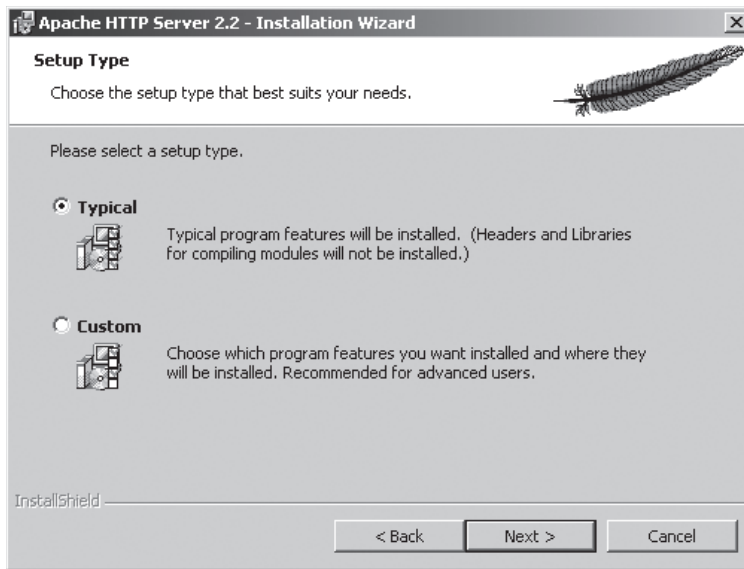 Apache HTTP Server 2.2 - Installation Wizard
Setup Type
Choose the setup type that best suits your needs.
Please select a setup type.
Typical
Typical program features will be installed. (Headers and Libraries
for compiling modules will not be installed.)
Custom
Choose which program features you want installed and where they
will be installed. Recommended for advanced users.
InstallShield
< Back
Next >
Cancel